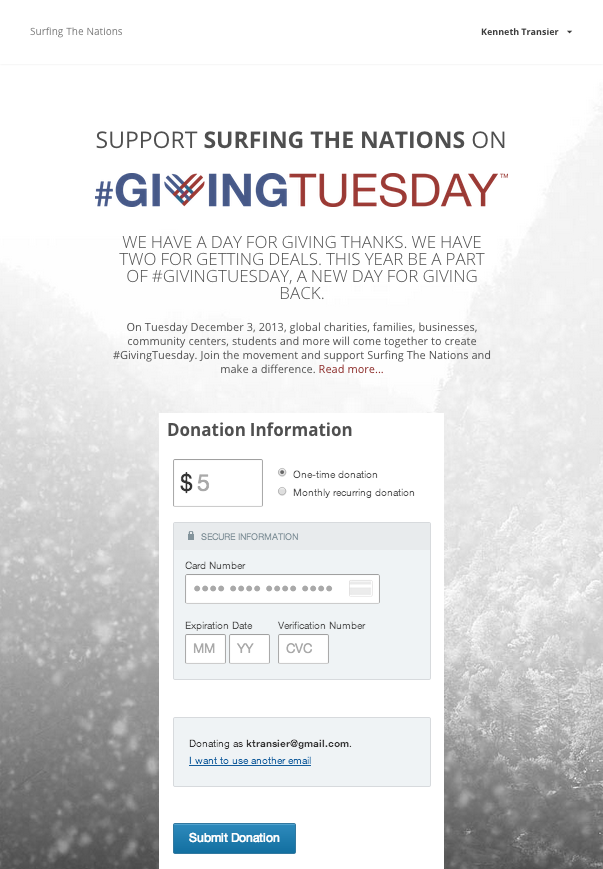 Surfing The Nations
Kenneth Transier
SUPPORT SURFING THE NATIONS ON
#GIVINGTUESDAY™
WE HAVE A DAY FOR GIVING THANKS. WE HAVE
TWO FOR GETTING DEALS. THIS YEAR BE A PART
OF #GIVINGTUESDAY, A NEW DAY FOR GIVING
BACK.
On Tuesday December 3, 2013, global charities, families, businesses,
community centers, students and more will come together to create
#GivingTuesday. Join the movement and support Surfing The Nations and
make a difference. Read more...
Donation Information
$ 5
One-time donation
Monthly recurring donation
SECURE INFORMATION
Card Number
•••• •••• •••• ••••
Expiration Date Verification Number
MM YY CVC
Donating as ktransier@gmail.com.
I want to use another email
Submit Donation